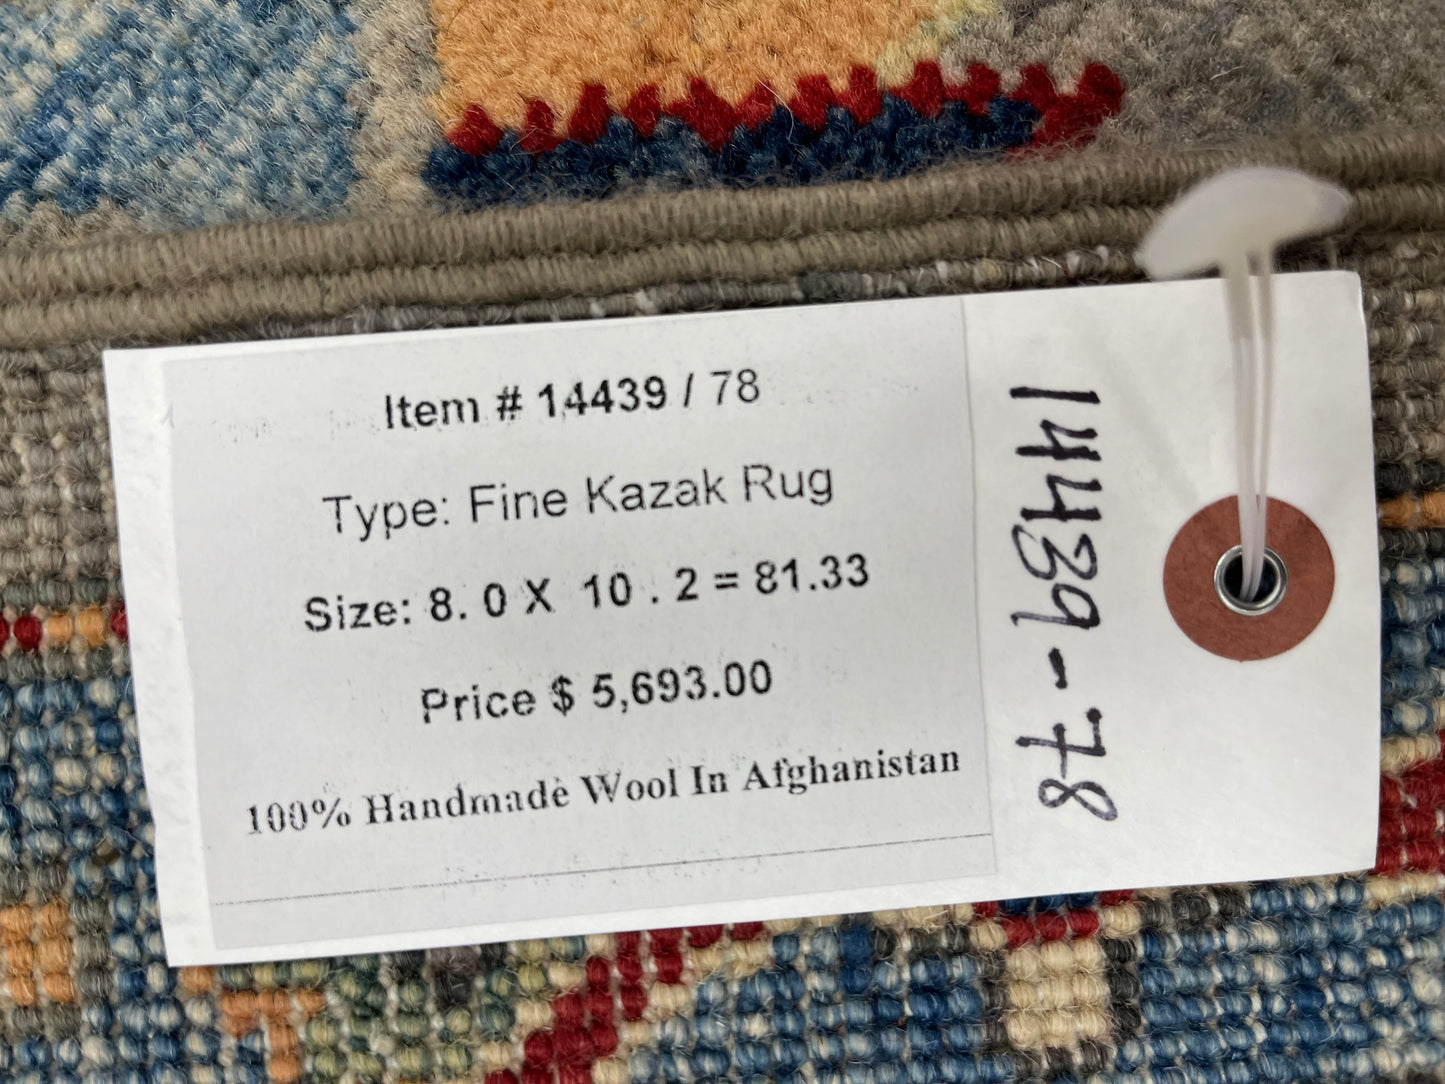 Item # 14439 / 78
Type: Fine Kazak Rug
Size: 8. 0 X 10 . 2 = 81.33
Price $ 5,693.00
100% Handmade Wool In Afghanistan
14439-78